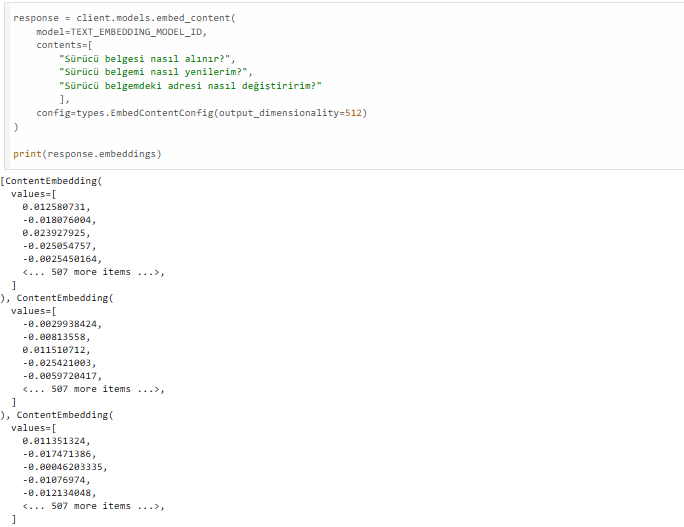 response = client.models.embed_content(
    model=TEXT_EMBEDDING_MODEL_ID,
    contents=[
        "Sürücü belgesi nasıl alınır?",
        "Sürücü belgemi nasıl yenilerim?",
        "Sürücü belgemdeki adresi nasıl değiştiririm?"
        ],
    config=types.EmbedContentConfig(output_dimensionality=512)
)

print(response.embeddings)
[ContentEmbedding(
  values=[
    0.012580731,
    -0.018076004,
    0.023927925,
    -0.025054757,
    -0.0025450164,
    <... 507 more items ...>,
  ]
), ContentEmbedding(
  values=[
    -0.0029938424,
    -0.00813558,
    0.011510712,
    -0.025421003,
    -0.0059720417,
    <... 507 more items ...>,
  ]
), ContentEmbedding(
  values=[
    0.011351324,
    -0.017471386,
    -0.00046203335,
    -0.01076974,
    -0.012134048,
    <... 507 more items ...>,
  ]